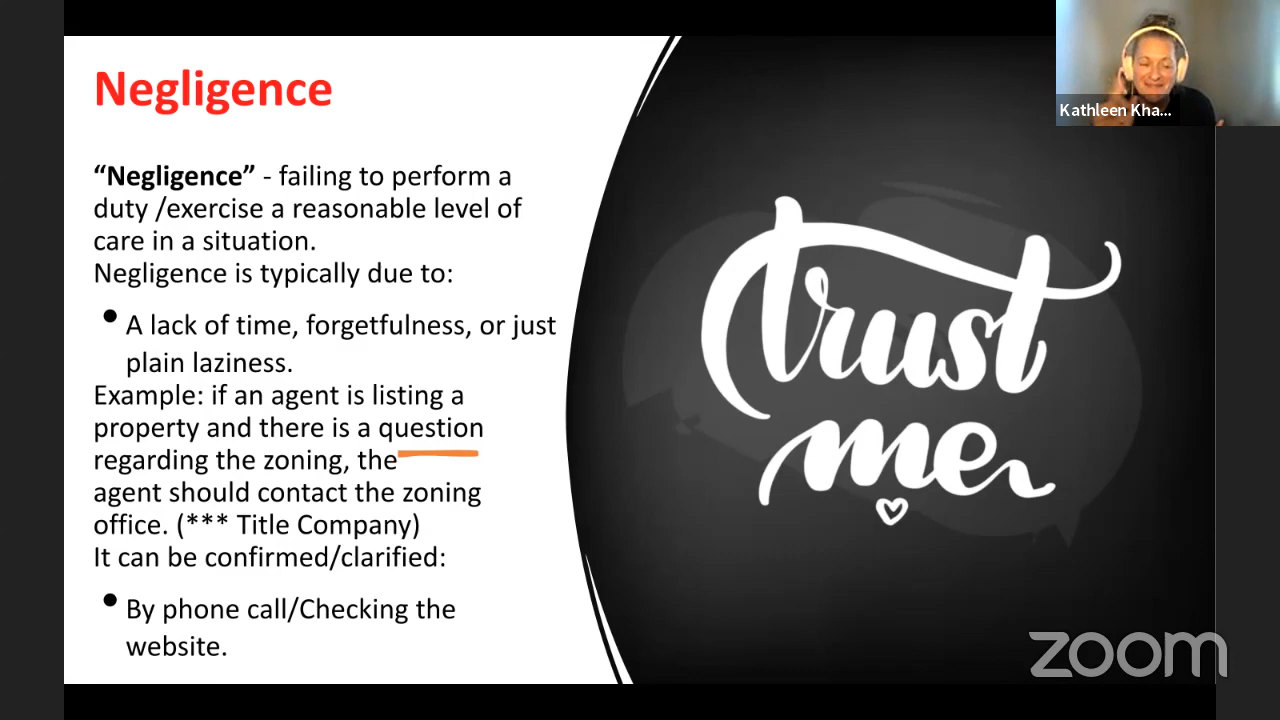 Negligence
“Negligence” - failing to perform a
duty /exercise a reasonable level of
care in a situation.
Negligence is typically due to:
• A lack of time, forgetfulness, or just
plain laziness.
Example: if an agent is listing a
property and there is a question
regarding the zoning, the
agent should contact the zoning
office. (*** Title Company)
It can be confirmed/clarified:
• By phone call/Checking the
website.
trust
me
Kathleen Kha...
zoom